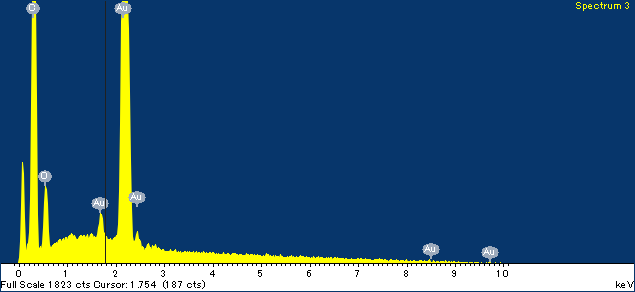 Spectrum 3
C Au
O
Au Au
Au Au
0 1 2 3 4 5 6 7 8 9 10
Full Scale 1823 cts Cursor: 1.754 (187 cts) keV